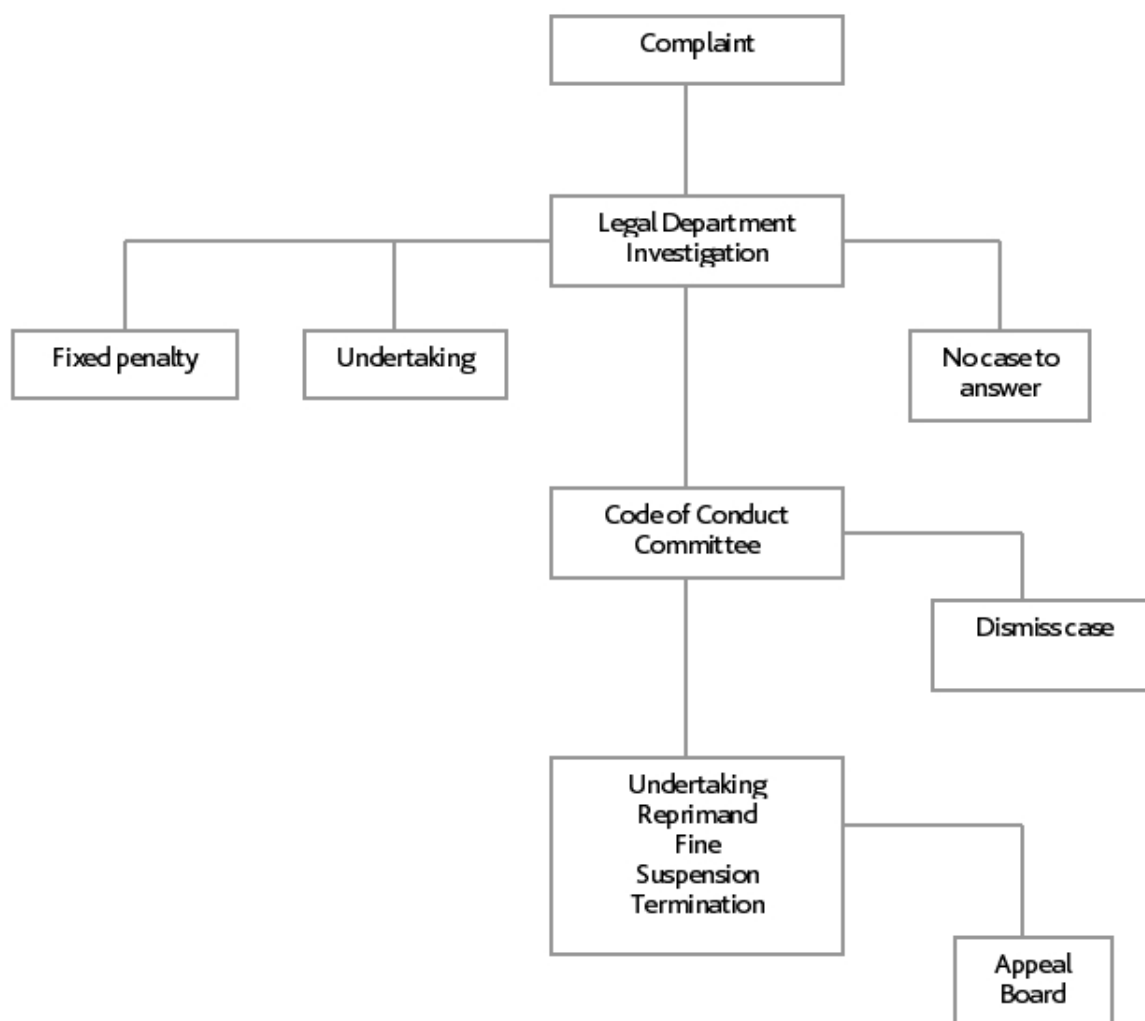 Complaint
Legal Department
Investigation
Fixed penalty
Undertaking
No case to
answer
Code of Conduct
Committee
Dismiss case
Undertaking
Reprimand
Fine
Suspension
Termination
Appeal
Board